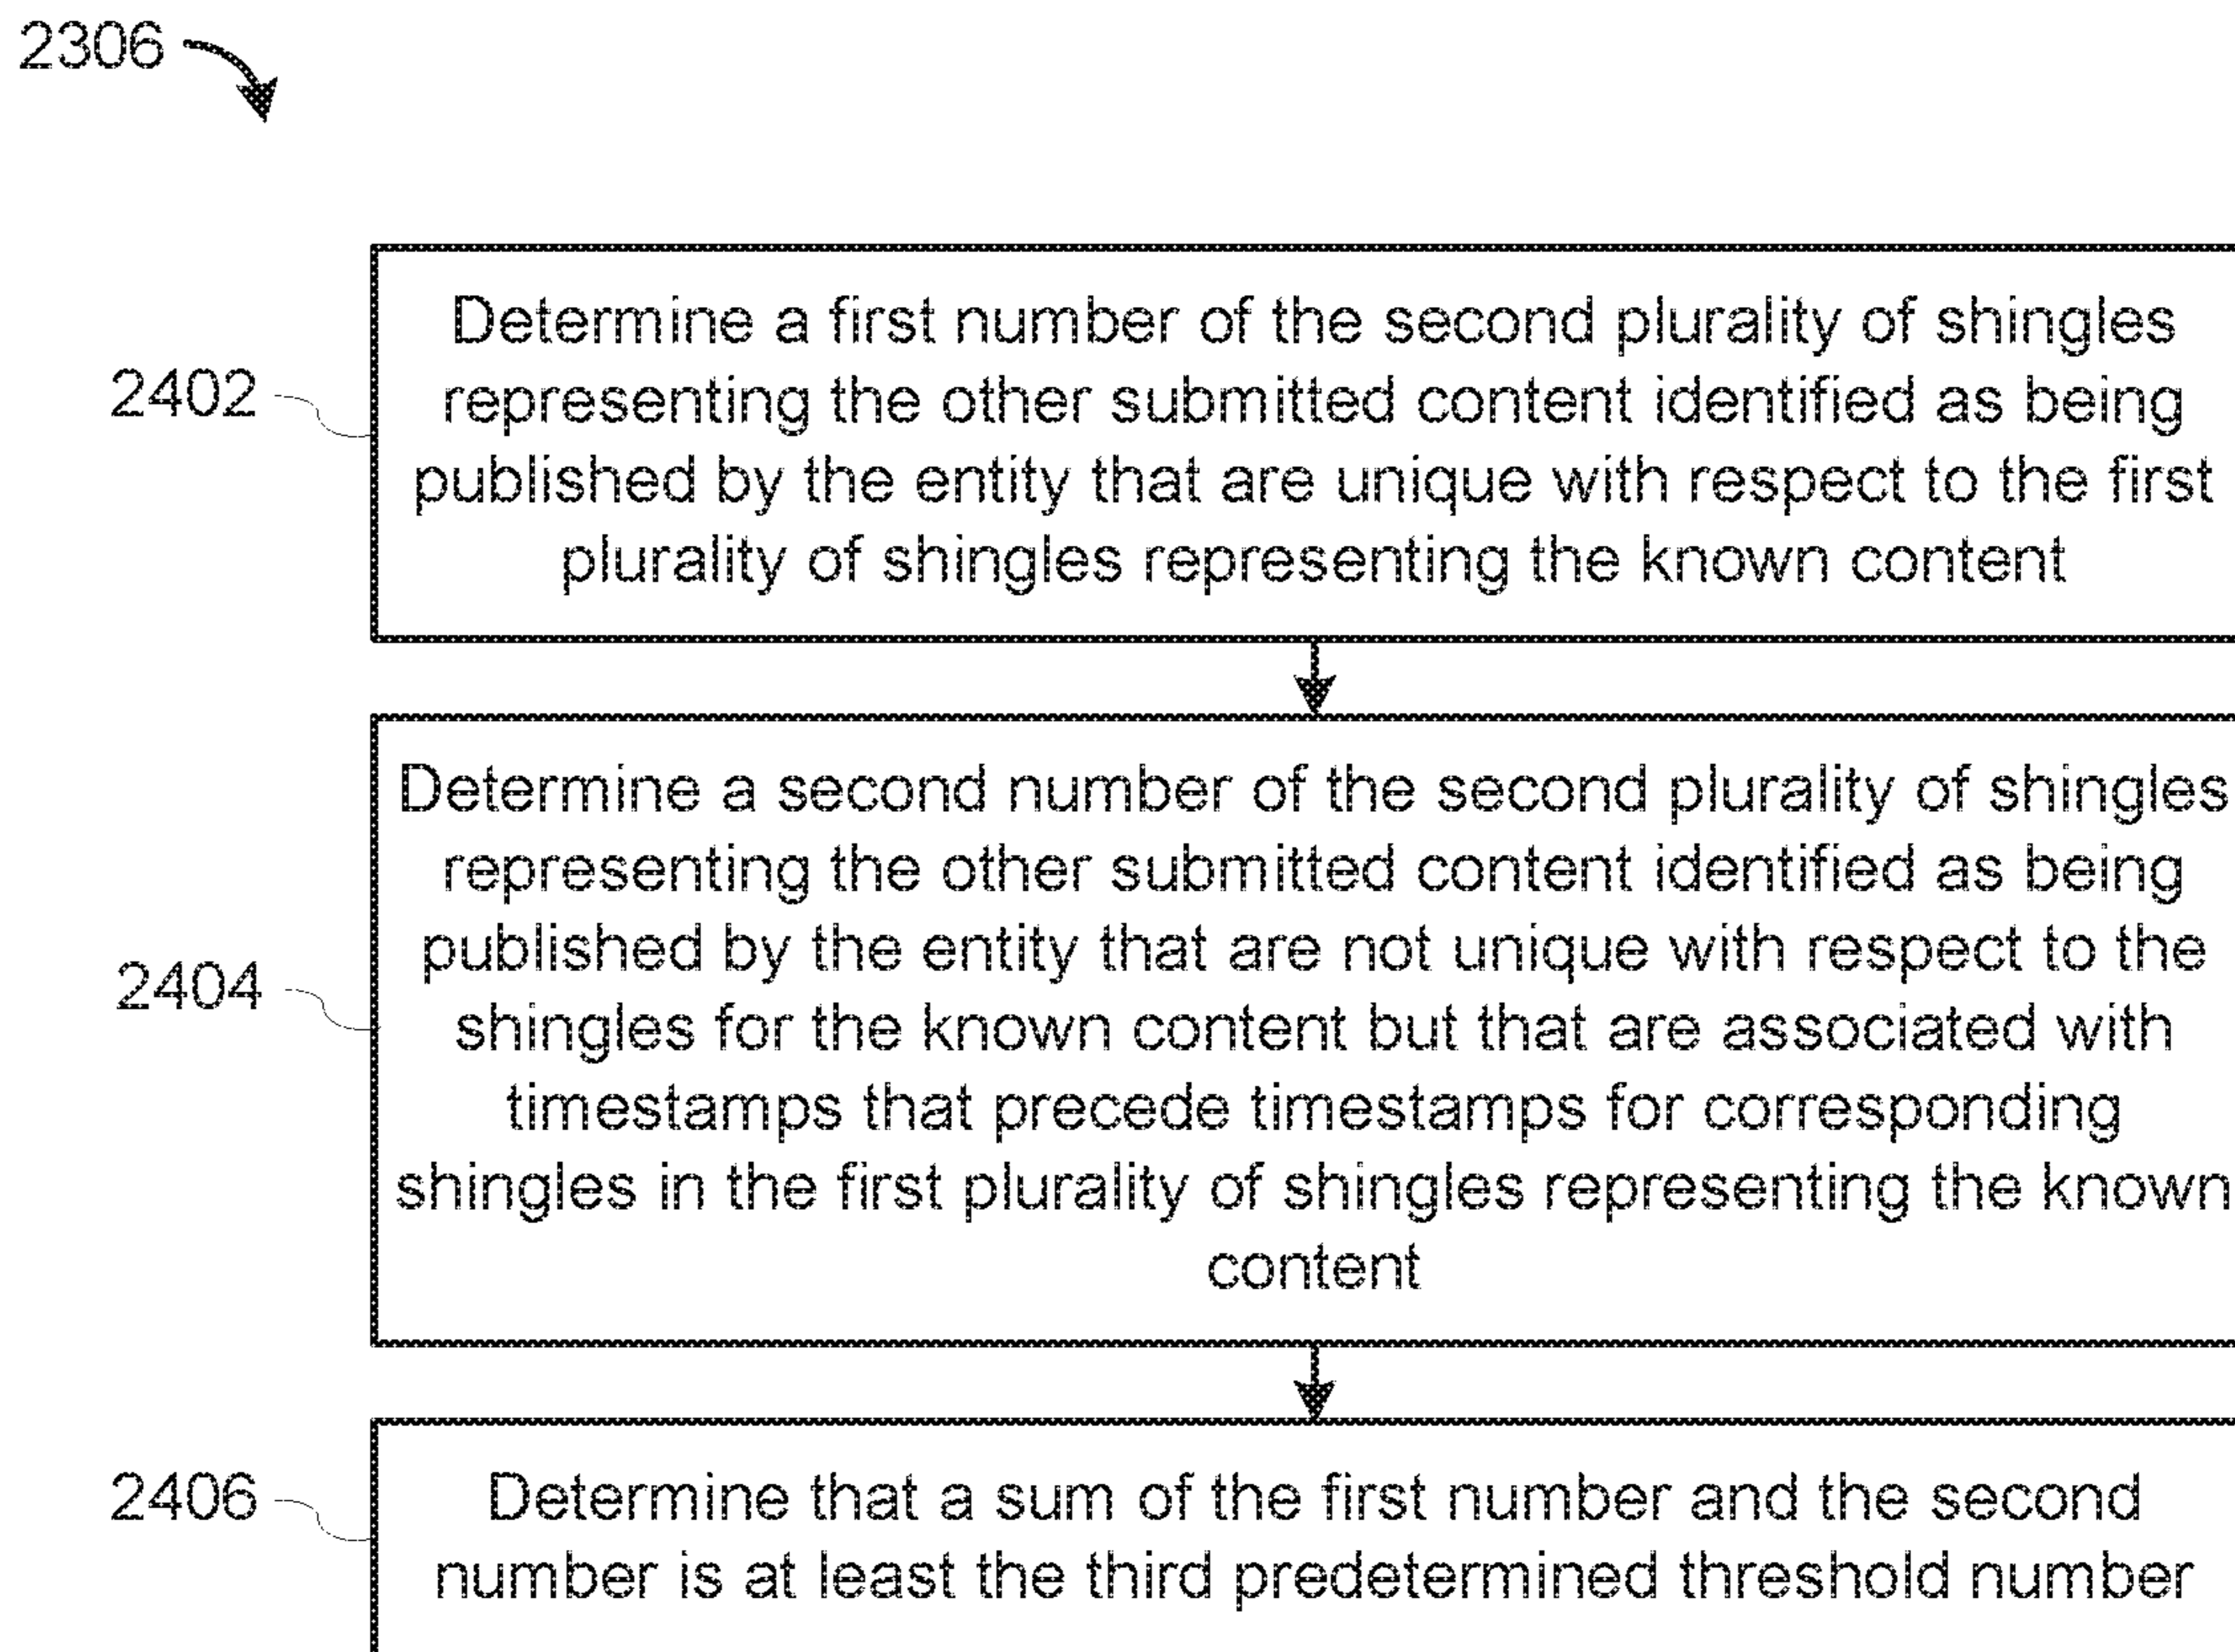 2306
Determine a first number of the second plurality of shingles
2402
representing the other submitted content identified as being
published by the entity that are unique with respect to the first
plurality of shingles representing the known content
Determine a second number of the second plurality of shingles
representing the other submitted content identified as being
published by the entity that are not unique with respect to the
2404
shingles for the known content but that are associated with
timestamps that precede timestamps for corresponding
shingles in the first plurality of shingles representing the known
content
2406
Determine that a sum of the first number and the second
number is at least the third predetermined threshold number